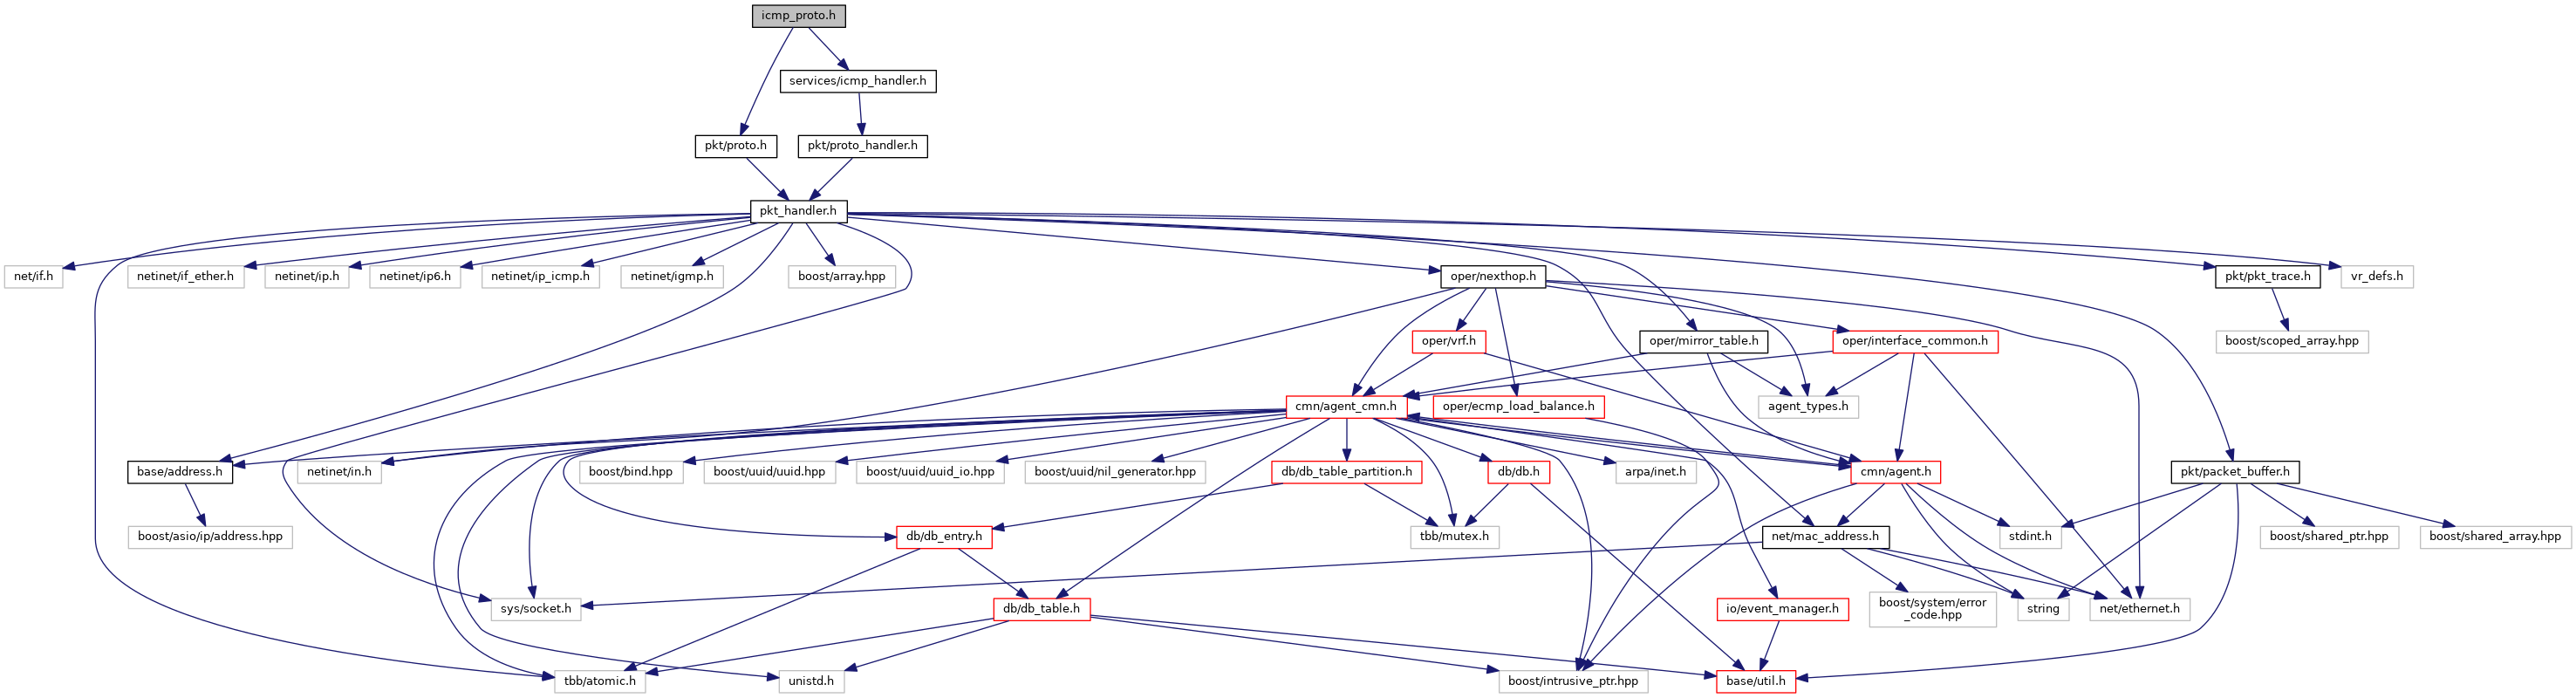 icmp_proto.h
services/icmp_handler.h
pkt/proto.h
pkt/proto_handler.h
pkt_handler.h
net/if.h
netinet/if_ether.h
netinet/ip.h
netinet/ip6.h
netinet/ip_icmp.h
netinet/igmp.h
boost/array.hpp
oper/nexthop.h
pkt/pkt_trace.h
vr_defs.h
oper/vrf.h
oper/mirror_table.h
oper/interface_common.h
boost/scoped_array.hpp
cmn/agent_cmn.h
oper/ecmp_load_balance.h
agent_types.h
base/address.h
netinet/in.h
boost/bind.hpp
boost/uuid/uuid.hpp
boost/uuid/uuid_io.hpp
boost/uuid/nil_generator.hpp
db/db_table_partition.h
db/db.h
arpa/inet.h
cmn/agent.h
pkt/packet_buffer.h
boost/asio/ip/address.hpp
db/db_entry.h
tbb/mutex.h
net/mac_address.h
stdint.h
boost/shared_ptr.hpp
boost/shared_array.hpp
sys/socket.h
db/db_table.h
io/event_manager.h
boost/system/error
_code.hpp
string
net/ethernet.h
tbb/atomic.h
unistd.h
boost/intrusive_ptr.hpp
base/util.h